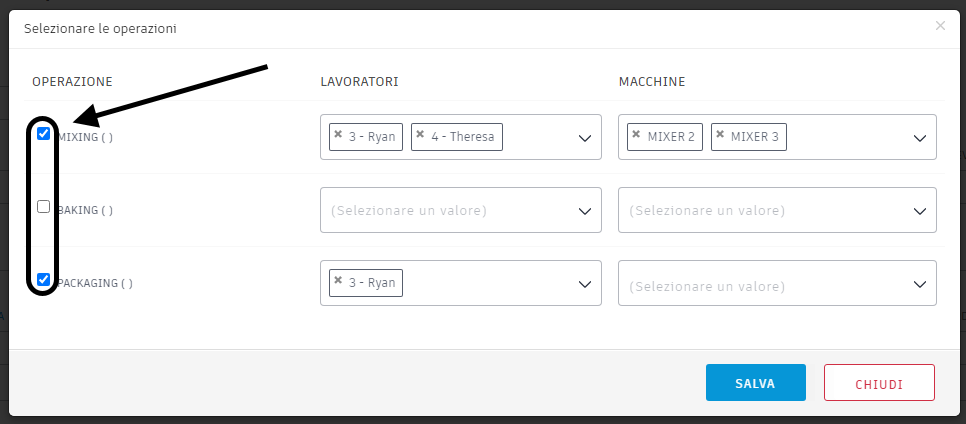 Selezionare le operazioni ×
OPERAZIONE LAVORATORI MACCHINE
MIXING ( ) × 3 - Ryan × 4 - Theresa × MIXER 2 × MIXER 3
BAKING ( ) (Selezionare un valore) (Selezionare un valore)
PACKAGING ( ) × 3 - Ryan (Selezionare un valore)
SALVA CHIUDI